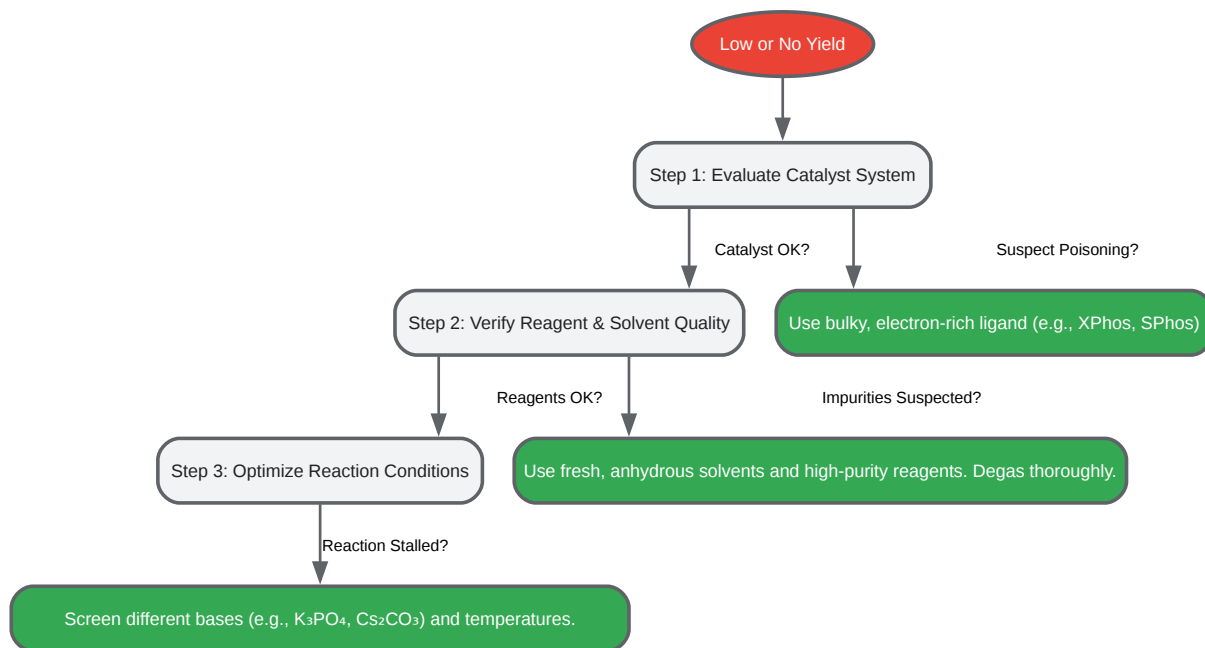 Low or No Yield
Step 1: Evaluate Catalyst System
Catalyst OK?
Suspect Poisoning?
Step 2: Verify Reagent & Solvent Quality
Use bulky, electron-rich ligand (e.g., XPhos, SPhos)
Reagents OK?
Impurities Suspected?
Step 3: Optimize Reaction Conditions
Use fresh, anhydrous solvents and high-purity reagents. Degas thoroughly.
Reaction Stalled?
Screen different bases (e.g., K₃PO₄, Cs₂CO₃) and temperatures.